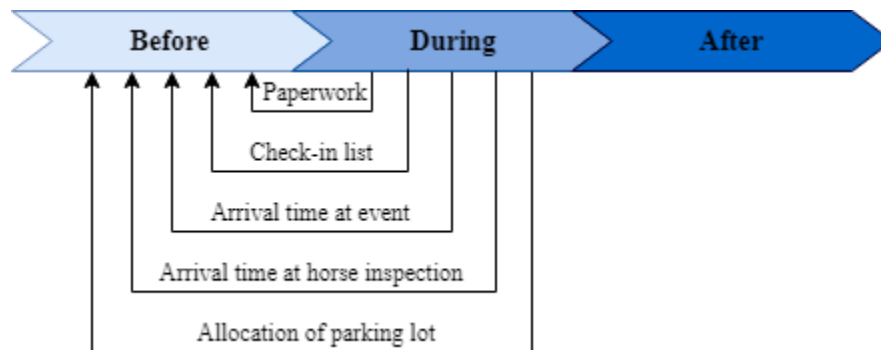 Before
During
After
Paperwork
Check-in list
Arrival time at event
Arrival time at horse inspection
Allocation of parking lot